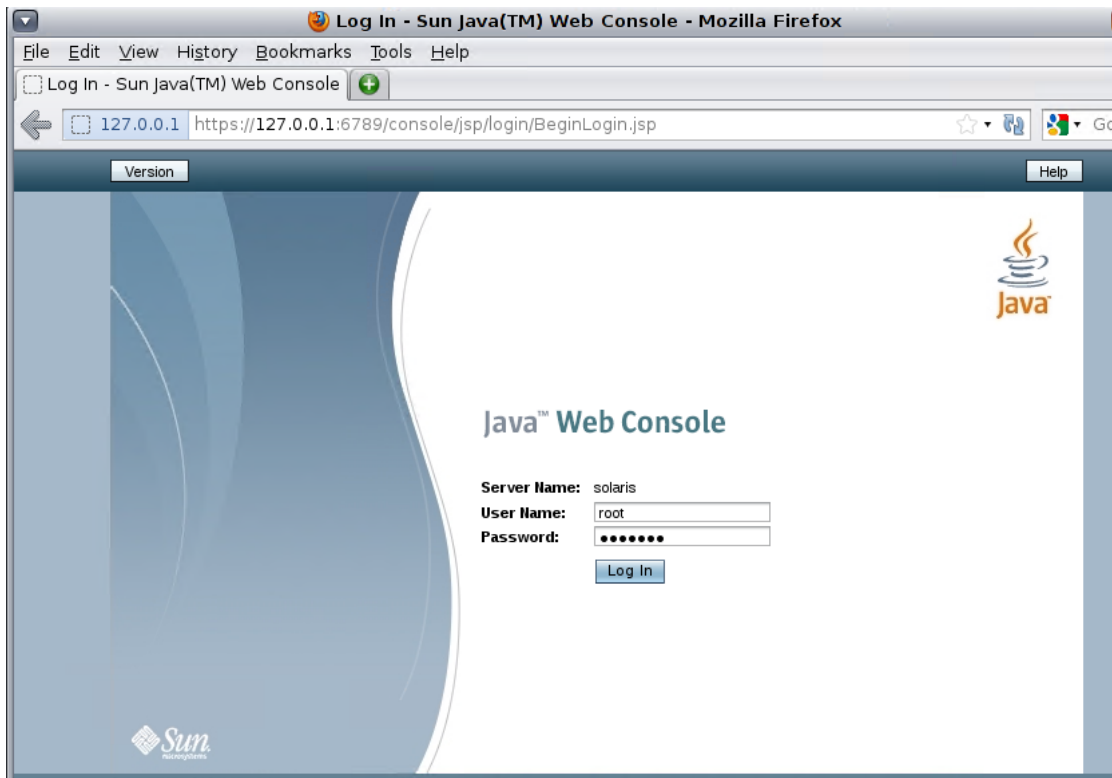 Log In - Sun Java(TM) Web Console - Mozilla Firefox
File Edit View History Bookmarks Tools Help
Log In - Sun Java(TM) Web Console
127.0.0.1 https://127.0.0.1:6789/console/jsp/login/BeginLogin.jsp Go
Version Help
Java
Java™ Web Console
Server Name: solaris
User Name: root
Password: ●●●●●●●
Log In
Sun
microsystems